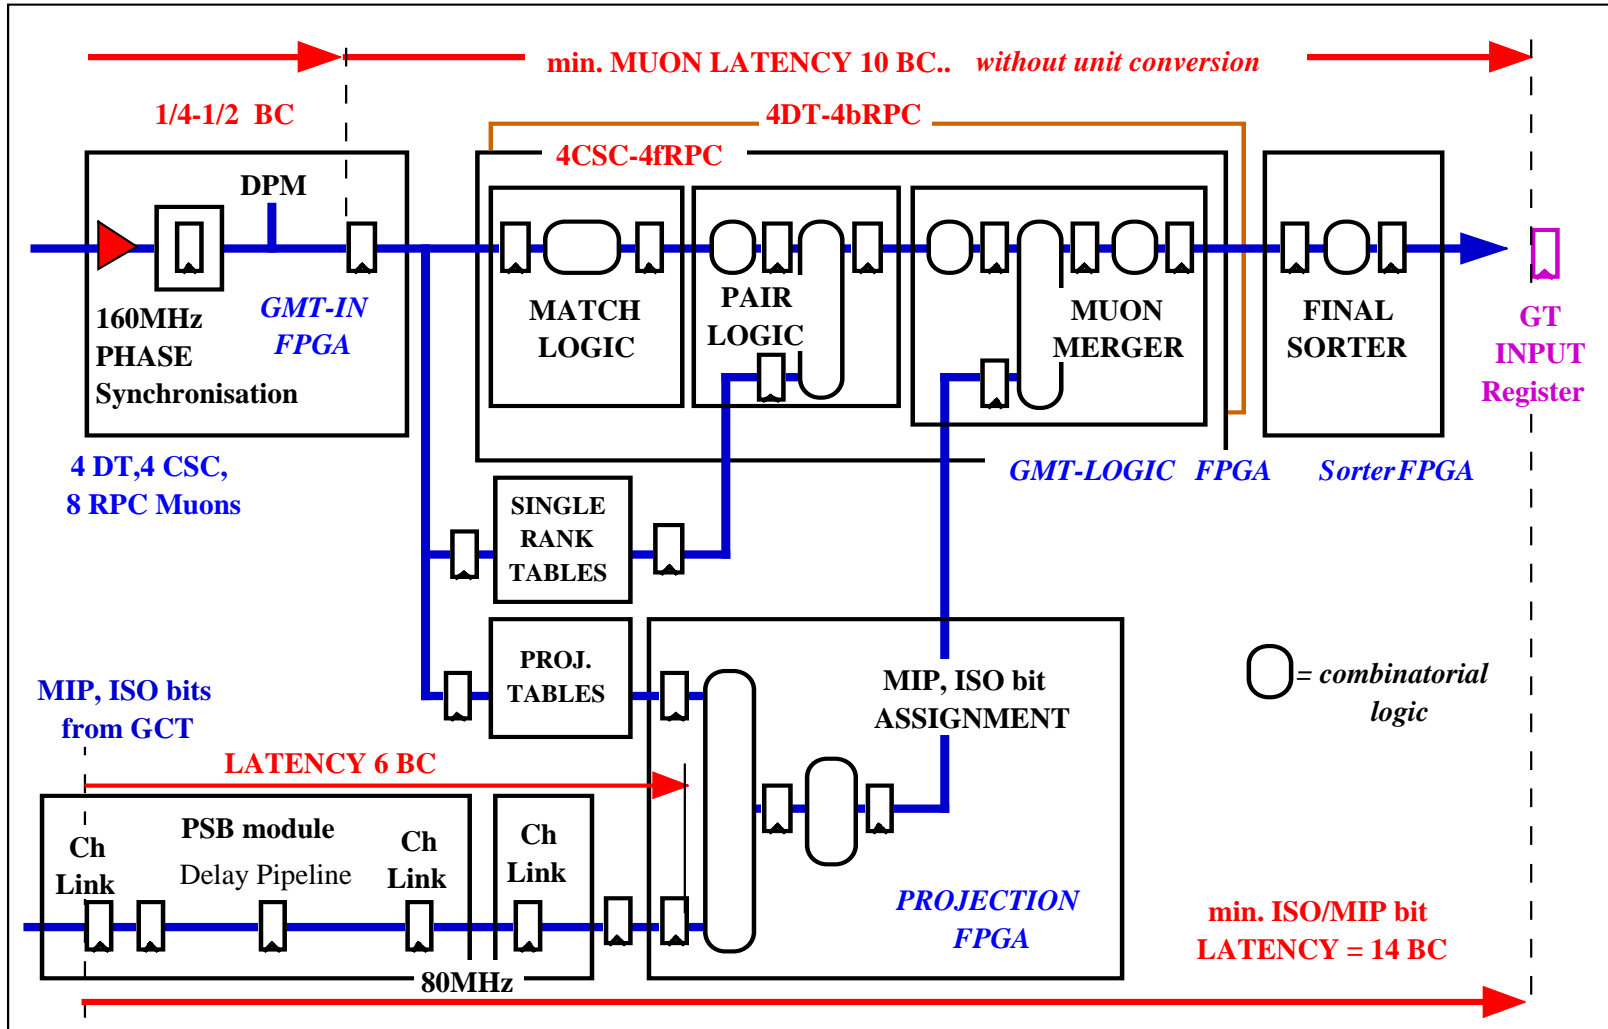 min. MUON LATENCY 10 BC.. without unit conversion
1/4-1/2 BC
4DT-4bRPC
4CSC-4fRPC
DPM
160MHz
PHASE
Synchronisation
GMT-IN
FPGA
MATCH
LOGIC
PAIR
LOGIC
MUON
MERGER
FINAL
SORTER
GT
INPUT
Register
4 DT,4 CSC,
8 RPC Muons
GMT-LOGIC FPGA
Sorter FPGA
SINGLE
RANK
TABLES
PROJ.
TABLES
MIP, ISO bit
ASSIGNMENT
= combinatorial
logic
MIP, ISO bits
from GCT
LATENCY 6 BC
PSB module
Delay Pipeline
Ch
Link
Ch
Link
Ch
Link
80MHz
PROJECTION
FPGA
min. ISO/MIP bit
LATENCY = 14 BC